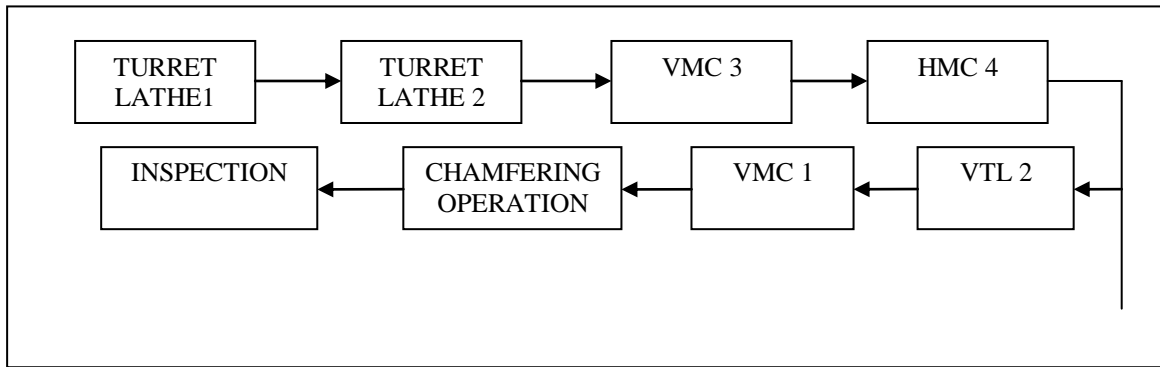 TURRET
LATHE1
TURRET
LATHE 2
VMC 3
HMC 4
INSPECTION
CHAMFERING
OPERATION
VMC 1
VTL 2